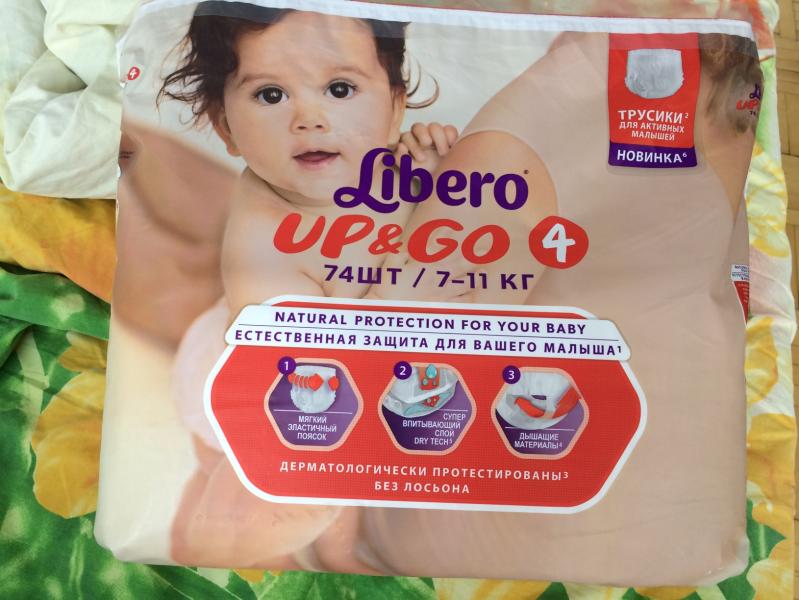 4
ТРУСИКИ²
ДЛЯ АКТИВНЫХ
МАЛЫШЕЙ
НОВИНКА⁶
Libero
UP&GO 4
74ШТ / 7–11 КГ
NATURAL PROTECTION FOR YOUR BABY
ЕСТЕСТВЕННАЯ ЗАЩИТА ДЛЯ ВАШЕГО МАЛЫША¹
1
МЯГКИЙ
ЭЛАСТИЧНЫЙ
ПОЯСОК
2
СУПЕР
ВПИТЫВАЮЩИЙ
СЛОЙ
DRY TECH⁵
3
ДЫШАЩИЕ
МАТЕРИАЛЫ⁴
ДЕРМАТОЛОГИЧЕСКИ ПРОТЕСТИРОВАНЫ³
БЕЗ ЛОСЬОНА